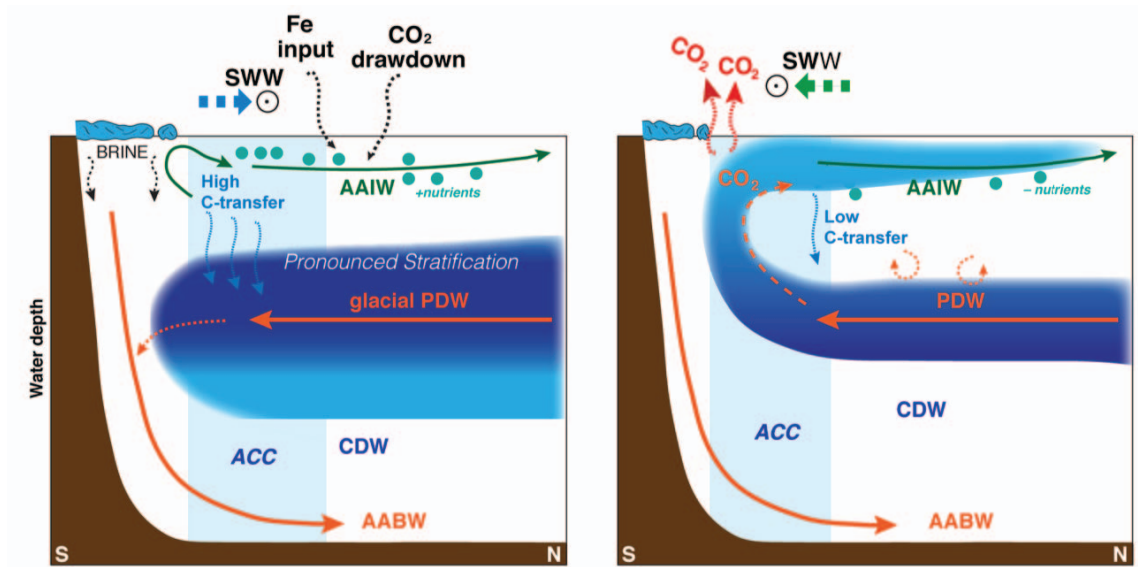 Fe
input
CO₂
drawdown
SWW
BRINE
High
C-transfer
AAIW
+nutrients
Pronounced Stratification
glacial PDW
Water depth
ACC
CDW
AABW
S
N
CO₂
CO₂
SWW
CO₂
AAIW
– nutrients
Low
C-transfer
PDW
CDW
ACC
AABW
S
N